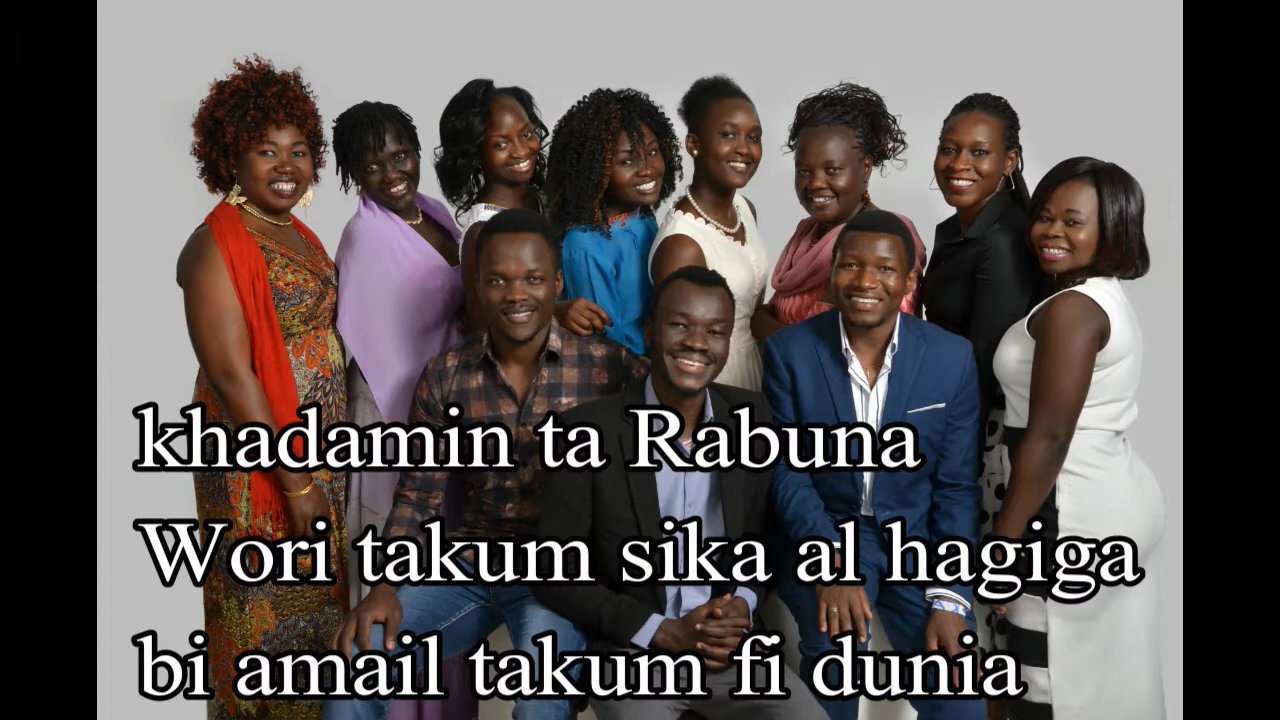 khadamin ta Rabuna
Wori takum sika al hagiga
bi amail takum fi dunia